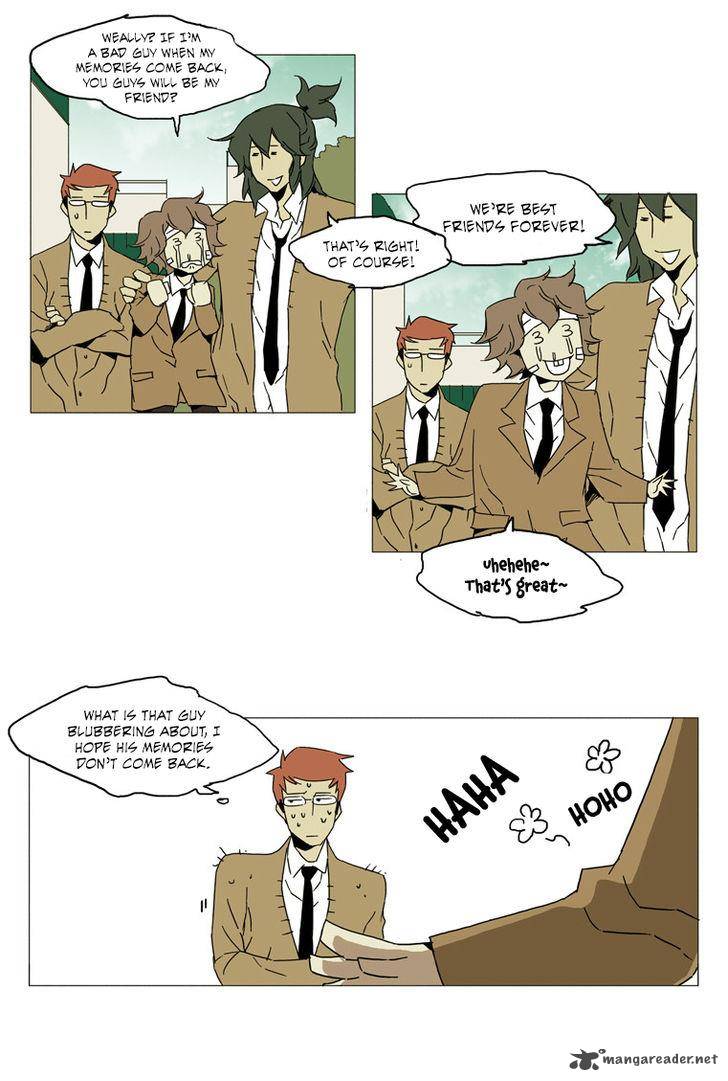 WEALLY? IF I'M
A BAD GUY WHEN MY
MEMORIES COME BACK,
YOU GUYS WILL BE MY
FRIEND?
THAT'S RIGHT!
OF COURSE!
WE'RE BEST
FRIENDS FOREVER!
uhehehe~
That's great~
WHAT IS THAT GUY
BLUBBERING ABOUT, I
HOPE HIS MEMORIES
DON'T COME BACK.
HAHA
HOHO
mangareader.net